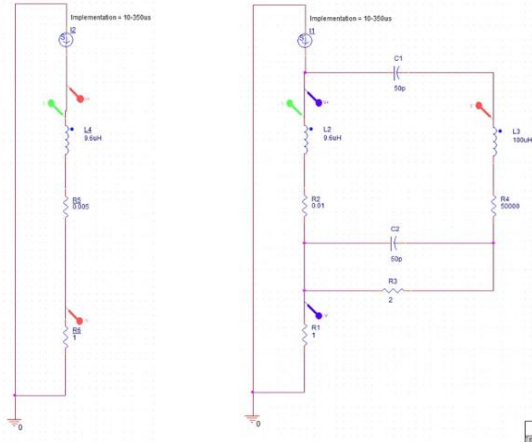 Implementation = 10-350us
I2
L4
9.6uH
R5
0.005
R6
1
0
Implementation = 10-350us
I1
C1
50p
L2
9.6uH
L3
100uH
R2
0.01
R4
50000
C2
50p
R3
2
R1
1
0